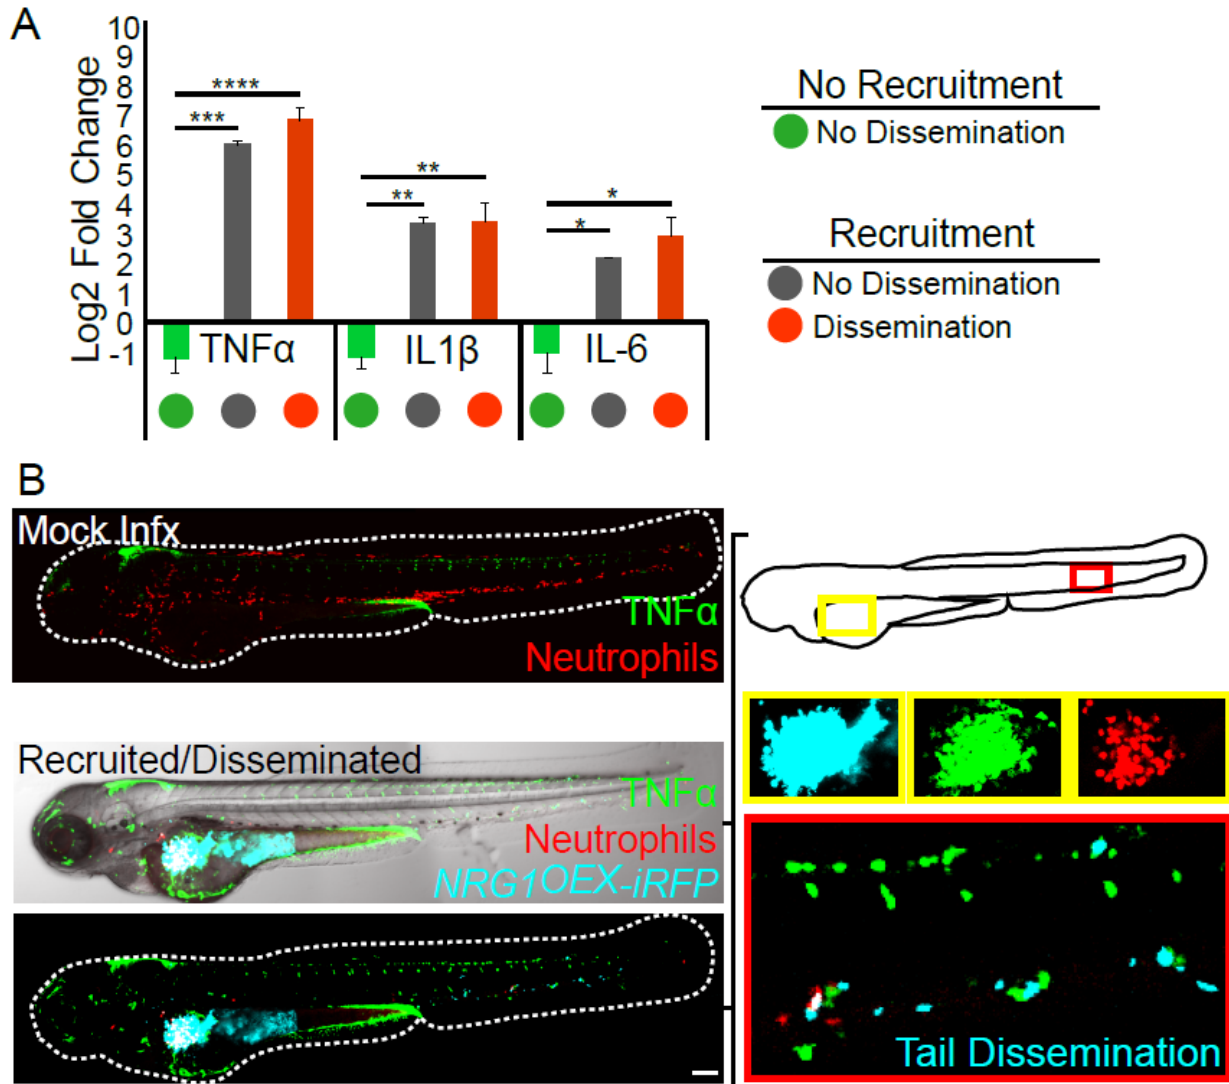 A
Log2 Fold Change
10
9
8
7
6
5
4
3
2
1
0
-1
****
***
**
**
*
*
TNFα
IL1β
IL-6
No Recruitment
No Dissemination
Recruitment
No Dissemination
Dissemination
B
Mock Infx
TNFα
Neutrophils
Recruited/Disseminated
TNFα
Neutrophils
NRG1OEX-iRFP
Tail Dissemination